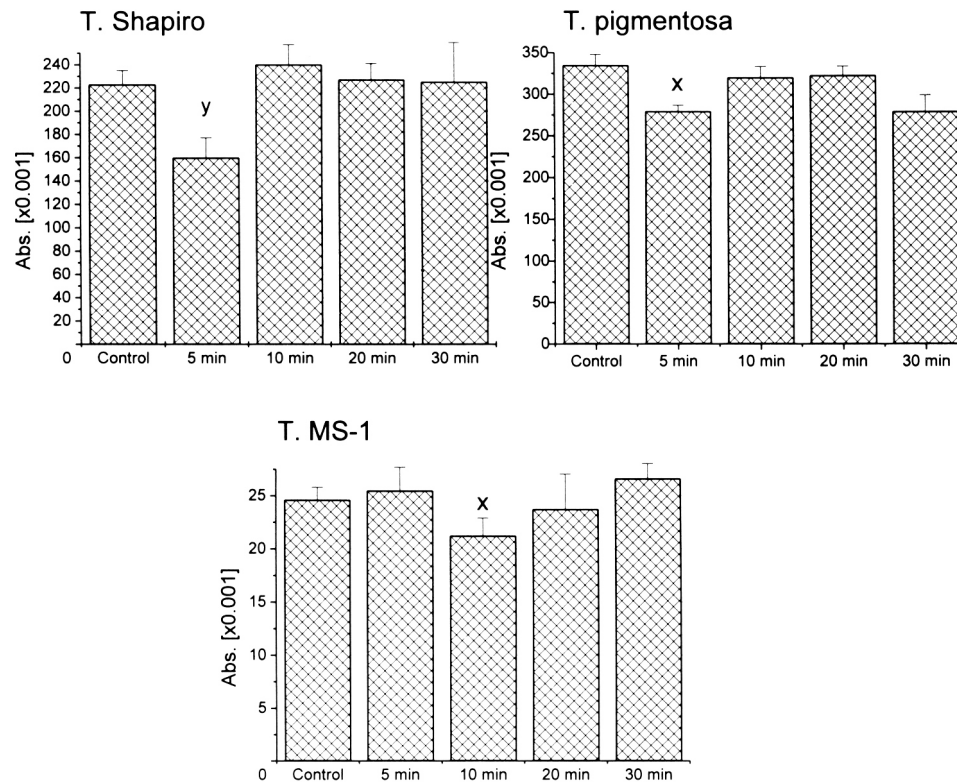 T. Shapiro
240
220
200
180
160
140
120
100
80
60
40
20
0
Abs. [x0.001]
y
Control 5 min 10 min 20 min 30 min
T. pigmentosa
350
300
250
200
150
100
50
0
Abs. [x0.001]
x
Control 5 min 10 min 20 min 30 min
T. MS-1
25
20
15
10
5
0
Abs. [x0.001]
x
Control 5 min 10 min 20 min 30 min